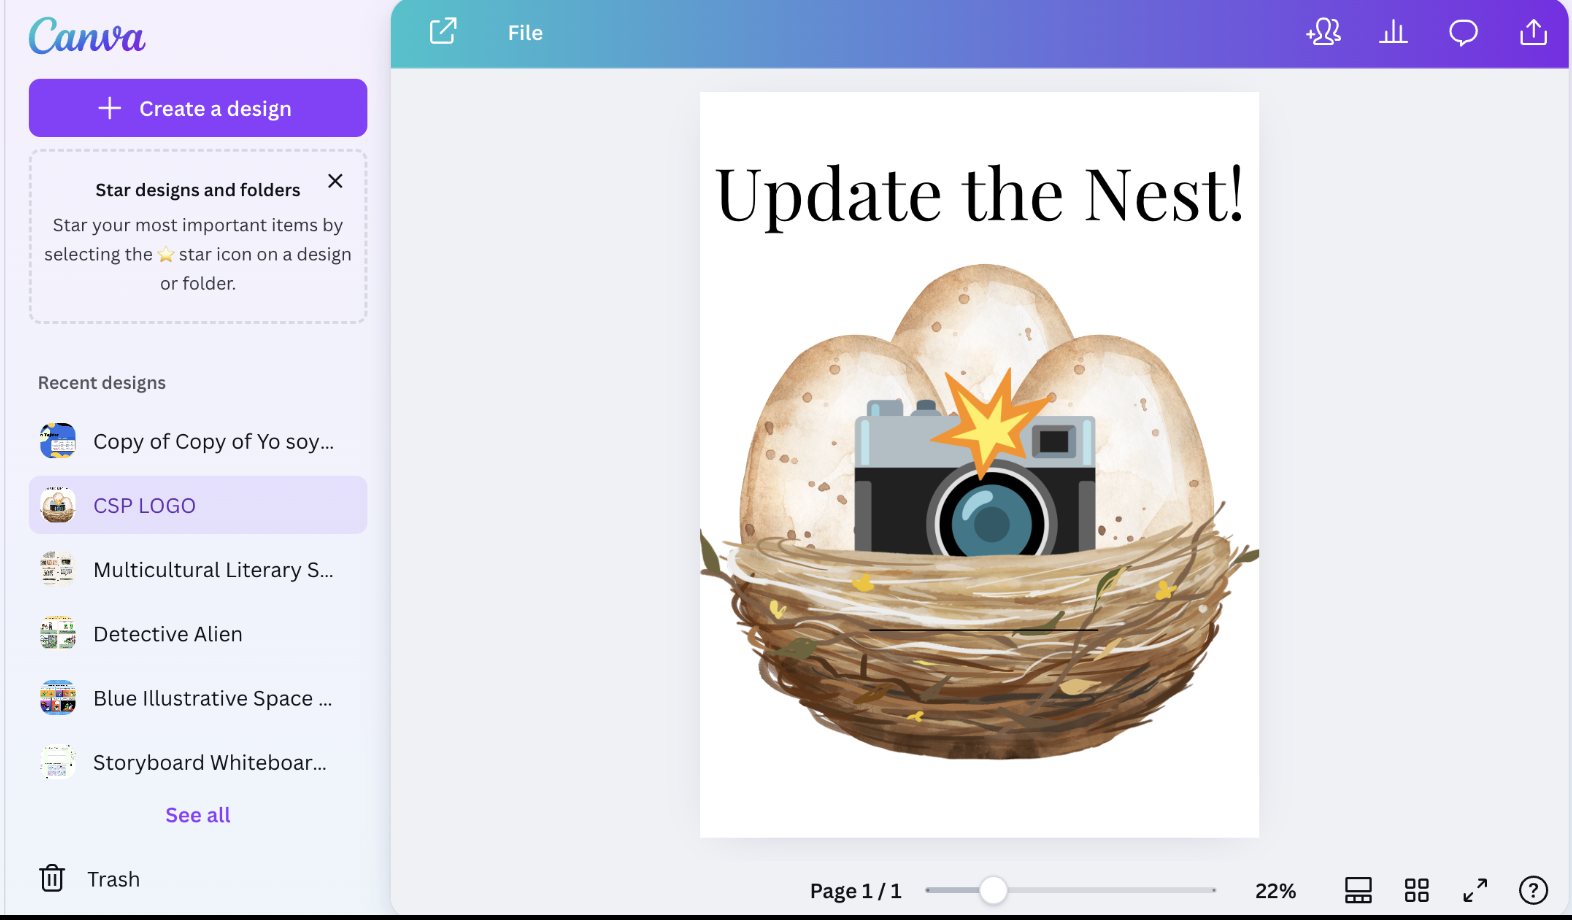 Canva
Create a design
Star designs and folders
Star your most important items by
selecting the ⭐ star icon on a design
or folder.
Recent designs
Copy of Copy of Yo soy...
CSP LOGO
Multicultural Literary S...
Detective Alien
Blue Illustrative Space ...
Storyboard Whiteboar...
See all
Trash
File
Update the Nest!
Page 1 / 1
22%